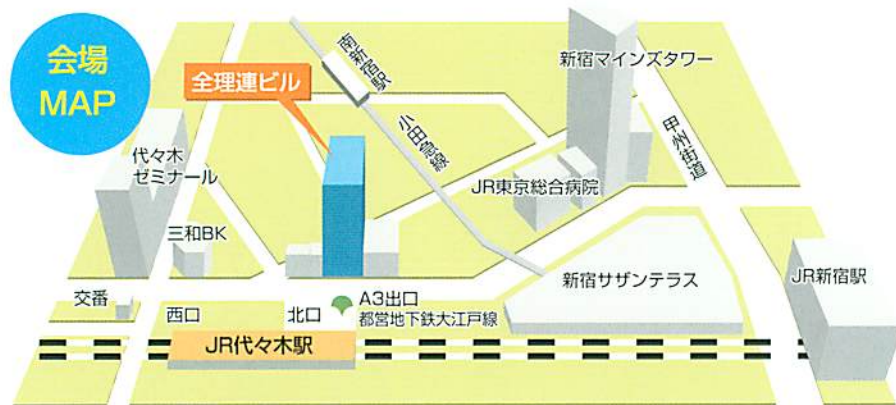 会場
MAP
全理連ビル
南新宿駅
小田急線
新宿マインズタワー
甲州街道
代々木
ゼミナール
JR東京総合病院
三和BK
新宿サザンテラス
JR新宿駅
交番
西口
北口
A3出口
都営地下鉄大江戸線
JR代々木駅